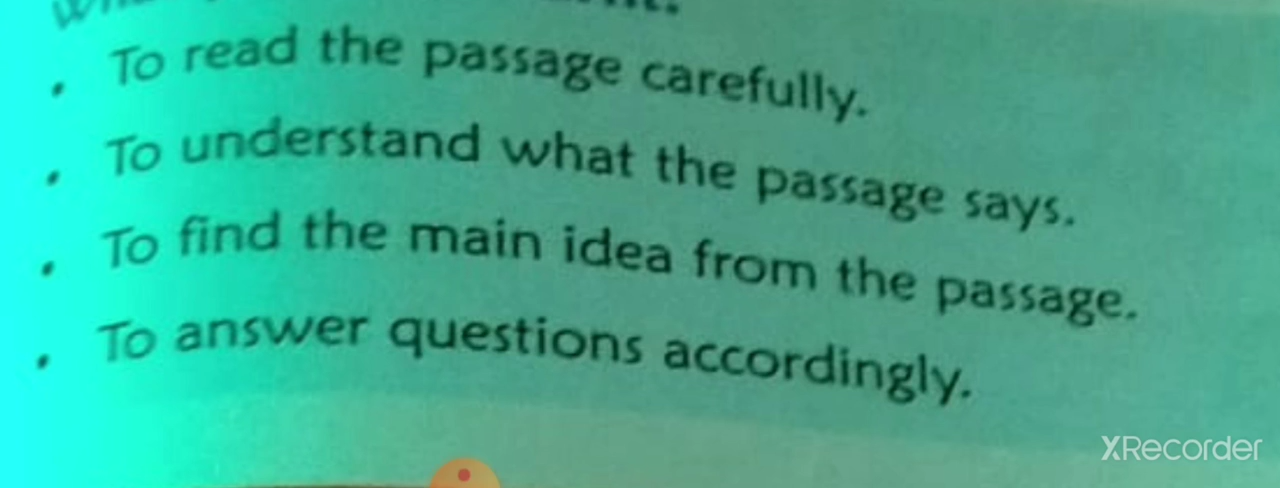 • To read the passage carefully.
• To understand what the passage says.
• To find the main idea from the passage.
• To answer questions accordingly.
XRecorder